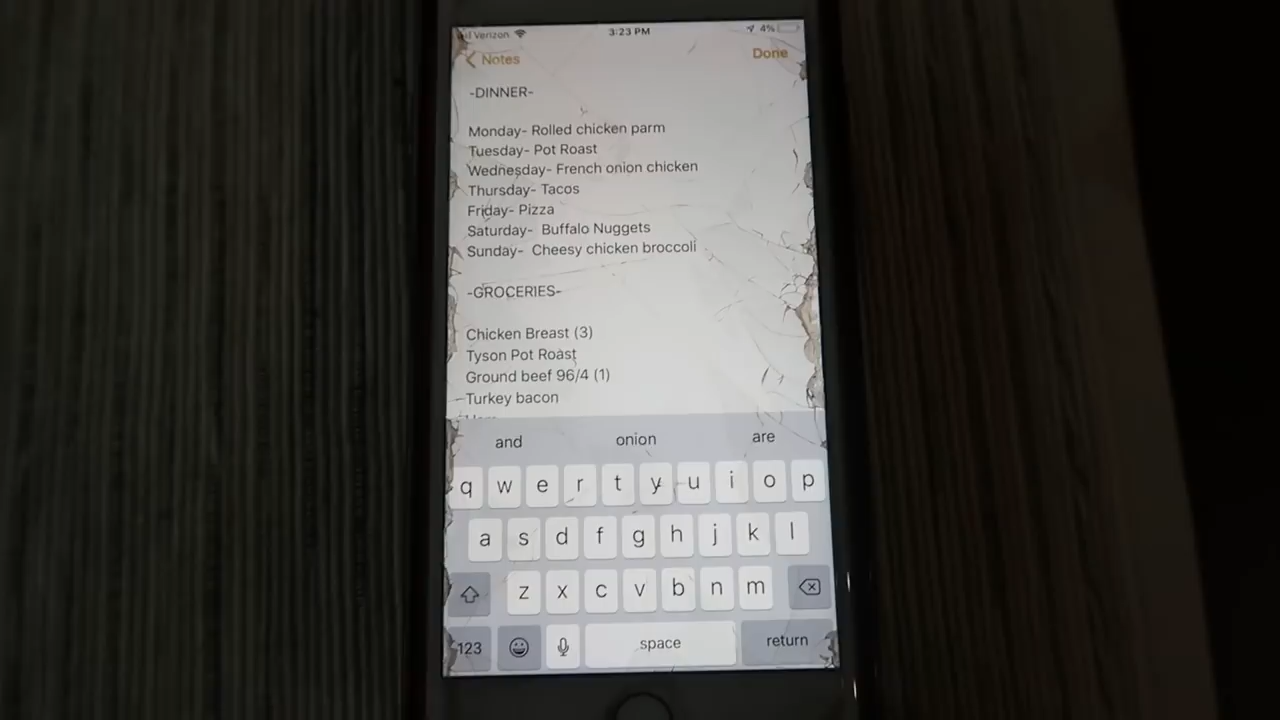 Verizon 3:23 PM 4%
Notes Done
-DINNER-
Monday- Rolled chicken parm
Tuesday- Pot Roast
Wednesday- French onion chicken
Thursday- Tacos
Friday- Pizza
Saturday- Buffalo Nuggets
Sunday- Cheesy chicken broccoli
-GROCERIES-
Chicken Breast (3)
Tyson Pot Roast
Ground beef 96/4 (1)
Turkey bacon
and onion are
q w e r t y u i o p
a s d f g h j k l
z x c v b n m
123 space return